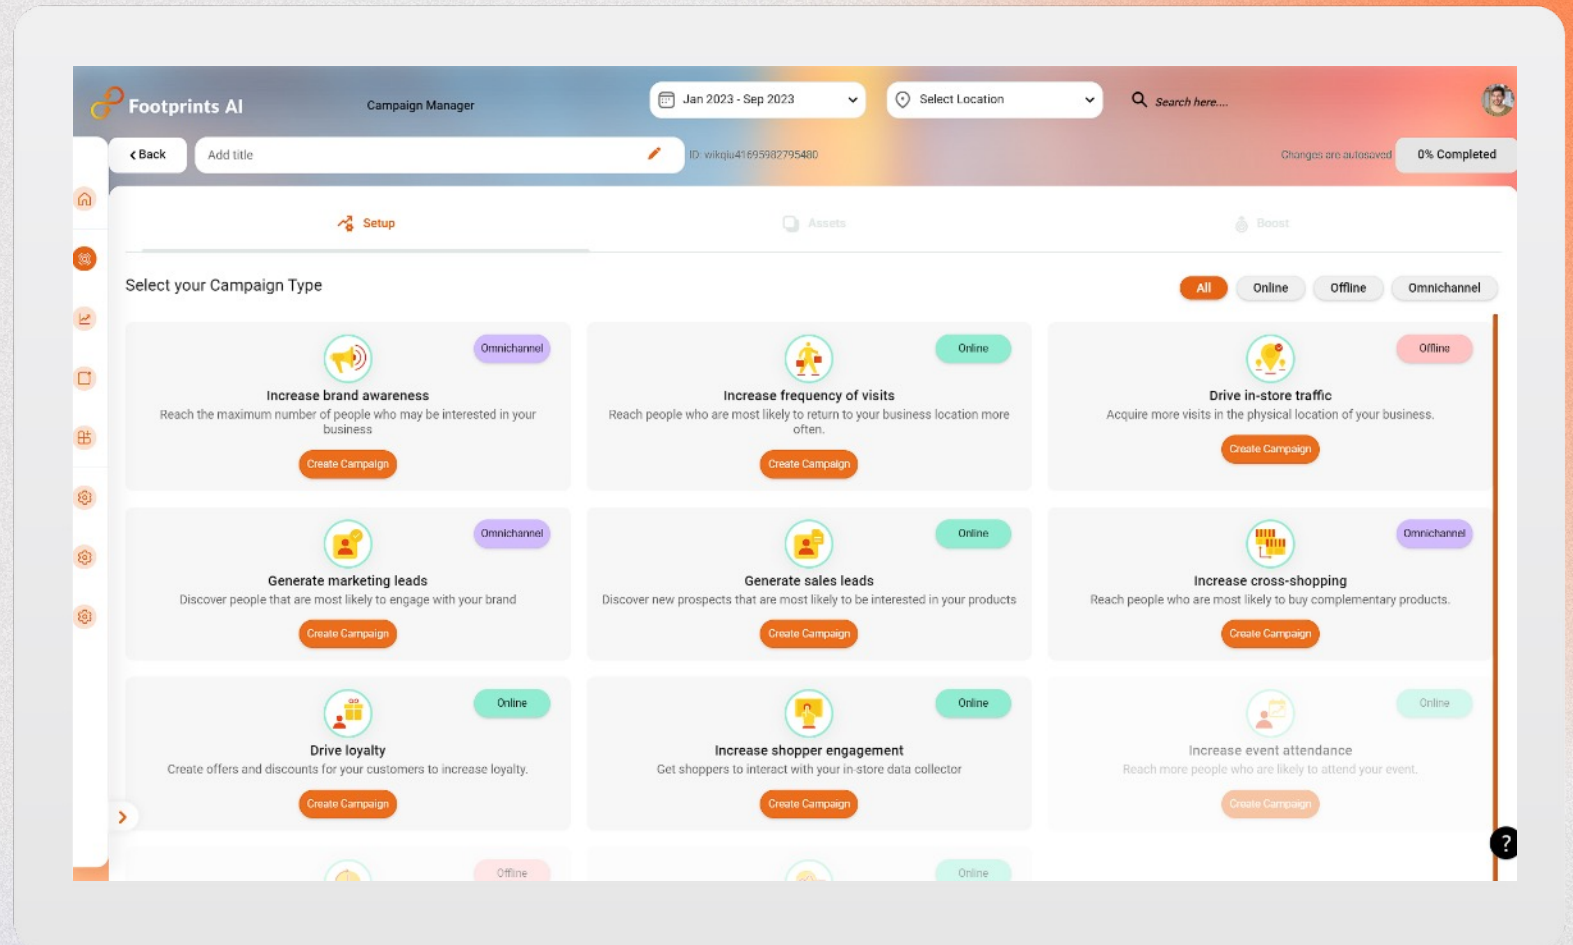 Footprints AI
Campaign Manager
Jan 2023 - Sep 2023
Select Location
Search here....
Back
Add title
ID: wikqiu41695982795480
Changes are autosaved
0% Completed
Setup
Assets
Boost
Select your Campaign Type
All
Online
Offline
Omnichannel
Omnichannel
Increase brand awareness
Reach the maximum number of people who may be interested in your
business
Create Campaign
Online
Increase frequency of visits
Reach people who are most likely to return to your business location more
often.
Create Campaign
Offline
Drive in-store traffic
Acquire more visits in the physical location of your business.
Create Campaign
Omnichannel
Generate marketing leads
Discover people that are most likely to engage with your brand
Create Campaign
Online
Generate sales leads
Discover new prospects that are most likely to be interested in your products
Create Campaign
Omnichannel
Increase cross-shopping
Reach people who are most likely to buy complementary products.
Create Campaign
Online
Drive loyalty
Create offers and discounts for your customers to increase loyalty.
Create Campaign
Online
Increase shopper engagement
Get shoppers to interact with your in-store data collector
Create Campaign
Online
Increase event attendance
Reach more people who are likely to attend your event.
Create Campaign
Offline
Online
?